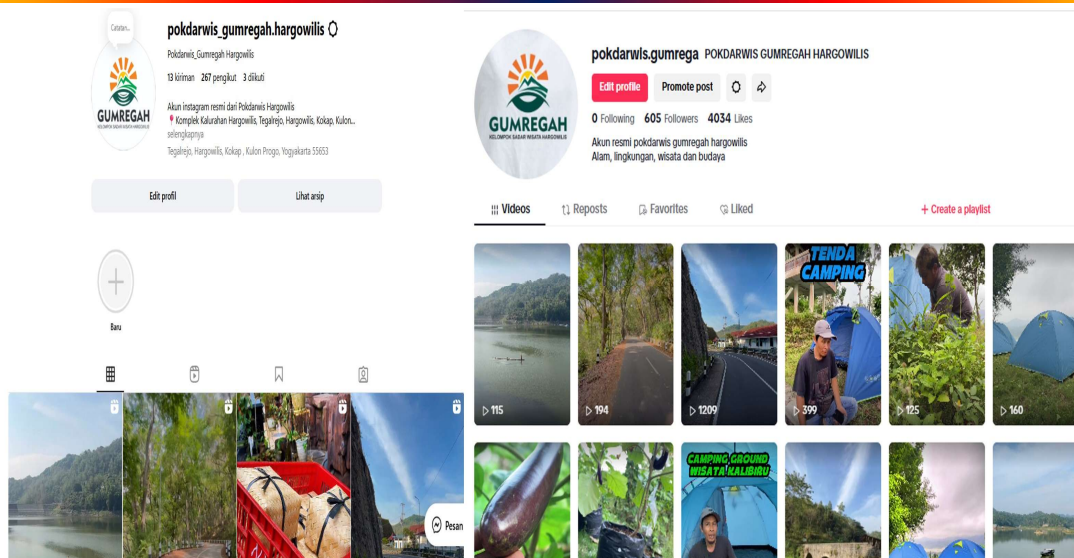 Catatan...
pokdarwis_gumregah.hargowilis
Pokdarwis_Gumregah Hargowilis
13 kiriman 267 pengikut 3 diikuti
Akun instagram resmi dari Pokdarwis Hargowilis
Komplek Kalurahan Hargowilis, Tegalrejo, Hargowilis, Kokap, Kulon...
selengkapnya
Tegalrejo, Hargowilis, Kokap , Kulon Progo, Yogyakarta 55653
GUMREGAH
KELOMPOK SADAR WISATA HARGOWILIS
Edit profil
Lihat arsip
Baru
Pesan
pokdarwis.gumrega POKDARWIS GUMREGAH HARGOWILIS
Edit profile
Promote post
0 Following 605 Followers 4034 Likes
Akun resmi pokdarwis gumregah hargowilis
Alam, lingkungan, wisata dan budaya
GUMREGAH
KELOMPOK SADAR WISATA HARGOWILIS
Videos
Reposts
Favorites
Liked
+ Create a playlist
TENDA
CAMPING
115
194
1209
399
125
160
CAMPING GROUND
WISATA KALIBIRU